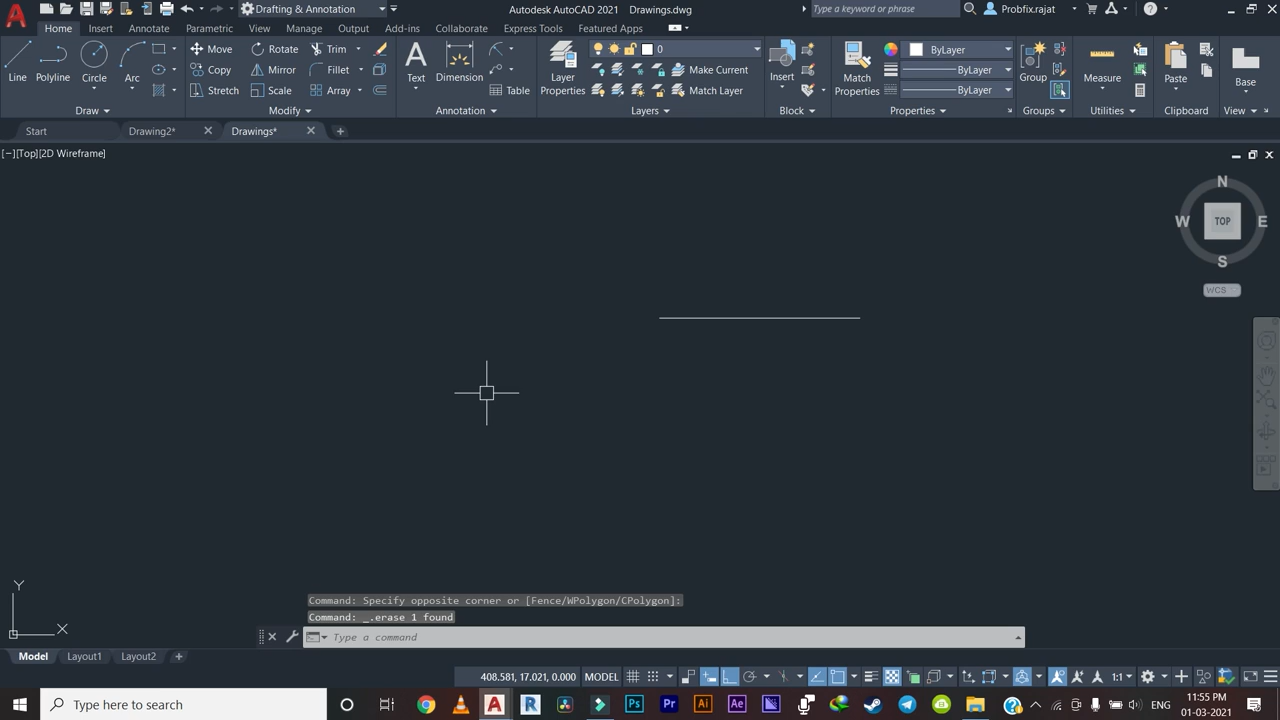 Drafting & Annotation Autodesk AutoCAD 2021 Drawings.dwg Type a keyword or phrase Probfix.rajat
Home Insert Annotate Parametric View Manage Output Add-ins Collaborate Express Tools Featured Apps
Line Polyline Circle Arc Move Rotate Trim Text Dimension Layer Properties 0 Insert Match Properties ByLayer Group Measure Paste Base
Copy Mirror Fillet Make Current ByLayer
Stretch Scale Array Table Match Layer ByLayer
Draw Modify Annotation Layers Block Properties Groups Utilities Clipboard View
Start Drawing2* Drawings*
[−][Top][2D Wireframe]
N
W TOP E
S
WCS
Y
X
Command: Specify opposite corner or [Fence/WPolygon/CPolygon]:
Command: _.erase 1 found
Type a command
Model Layout1 Layout2
408.581, 17.021, 0.000 MODEL 1:1
Type here to search ENG 11:55 PM
01-03-2021